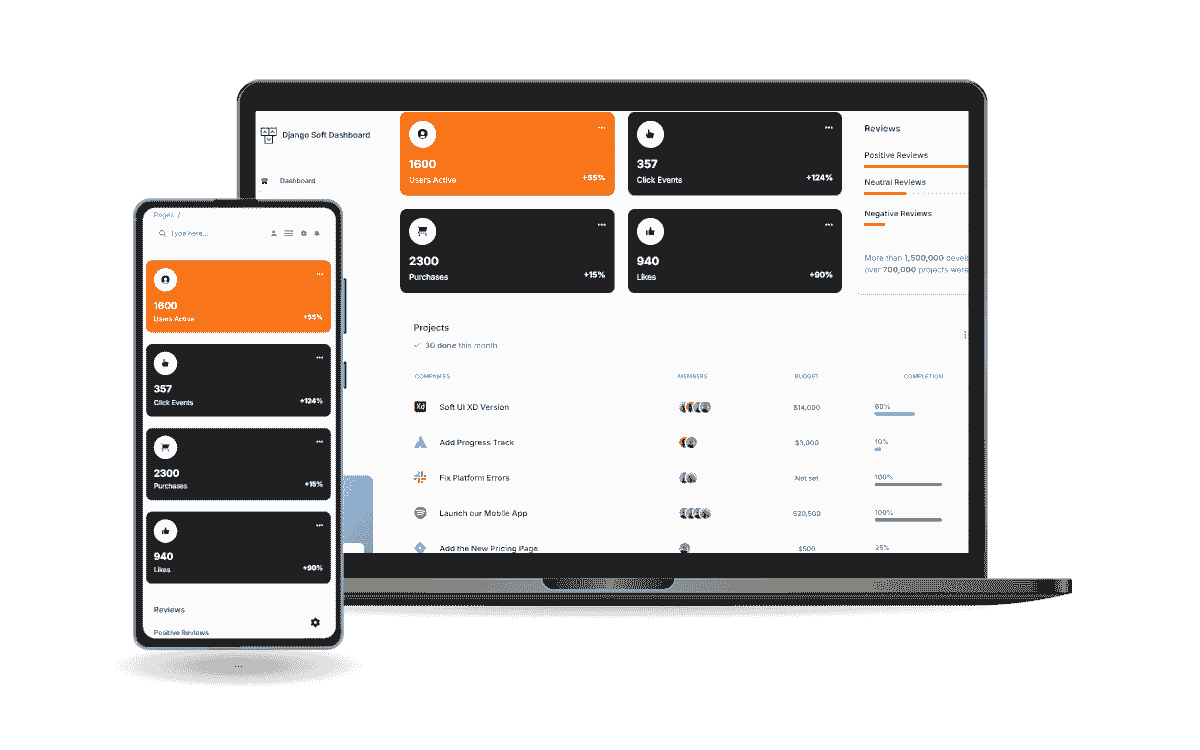 Django Soft Dashboard
Dashboard
1600
Users Active
+55%
357
Click Events
+124%
2300
Purchases
+15%
940
Likes
+90%
Reviews
Positive Reviews
Neutral Reviews
Negative Reviews
More than 1,500,000 develo
over 700,000 projects were
Projects
30 done this month
COMPANIES MEMBERS BUDGET COMPLETION
Xd Soft UI XD Version $14,000 60%
Add Progress Track $3,000 10%
Fix Platform Errors Not set 100%
Launch our Mobile App $20,500 100%
Add the New Pricing Page $500 25%
Pages /
Type here...
1600
Users Active
+55%
357
Click Events
+124%
2300
Purchases
+15%
940
Likes
+90%
Reviews
Positive Reviews